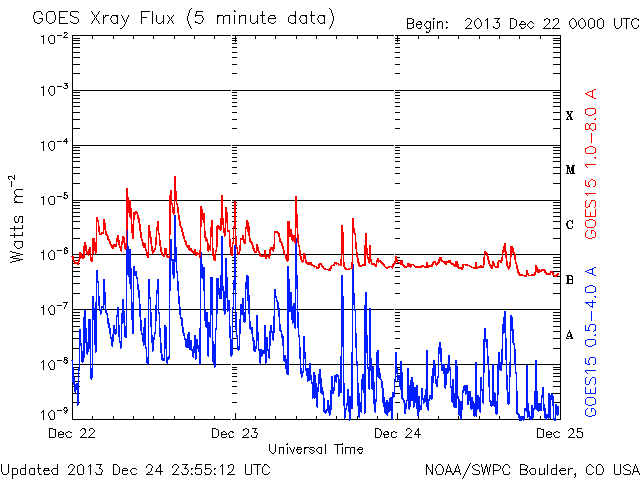 GOES Xray Flux (5 minute data)
Begin: 2013 Dec 22 0000 UTC
10⁻²
10⁻³
10⁻⁴
10⁻⁵
10⁻⁶
10⁻⁷
10⁻⁸
10⁻⁹
Watts m⁻²
X
M
C
B
A
GOES15 1.0-8.0 A
GOES15 0.5-4.0 A
Dec 22
Dec 23
Dec 24
Dec 25
Universal Time
Updated 2013 Dec 24 23:55:12 UTC
NOAA/SWPC Boulder, CO USA